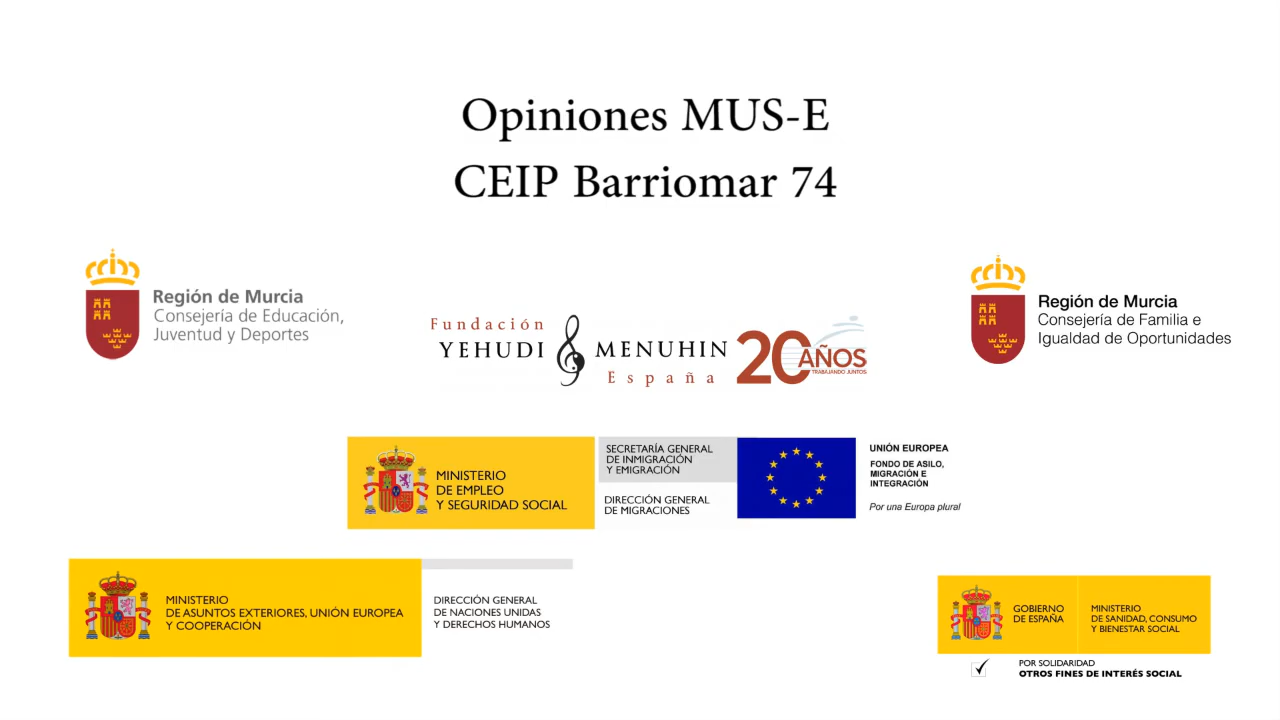 Opiniones MUS-E
CEIP Barriomar 74
Región de Murcia
Consejería de Educación,
Juventud y Deportes
Fundación
YEHUDI MENUHIN
España
20 AÑOS
TRABAJANDO JUNTOS
Región de Murcia
Consejería de Familia e
Igualdad de Oportunidades
MINISTERIO
DE EMPLEO
Y SEGURIDAD SOCIAL
SECRETARÍA GENERAL
DE INMIGRACIÓN
Y EMIGRACIÓN
DIRECCIÓN GENERAL
DE MIGRACIONES
UNIÓN EUROPEA
FONDO DE ASILO,
MIGRACIÓN E
INTEGRACIÓN
Por una Europa plural
MINISTERIO
DE ASUNTOS EXTERIORES, UNIÓN EUROPEA
Y COOPERACIÓN
DIRECCIÓN GENERAL
DE NACIONES UNIDAS
Y DERECHOS HUMANOS
GOBIERNO
DE ESPAÑA
MINISTERIO
DE SANIDAD, CONSUMO
Y BIENESTAR SOCIAL
POR SOLIDARIDAD
OTROS FINES DE INTERÉS SOCIAL